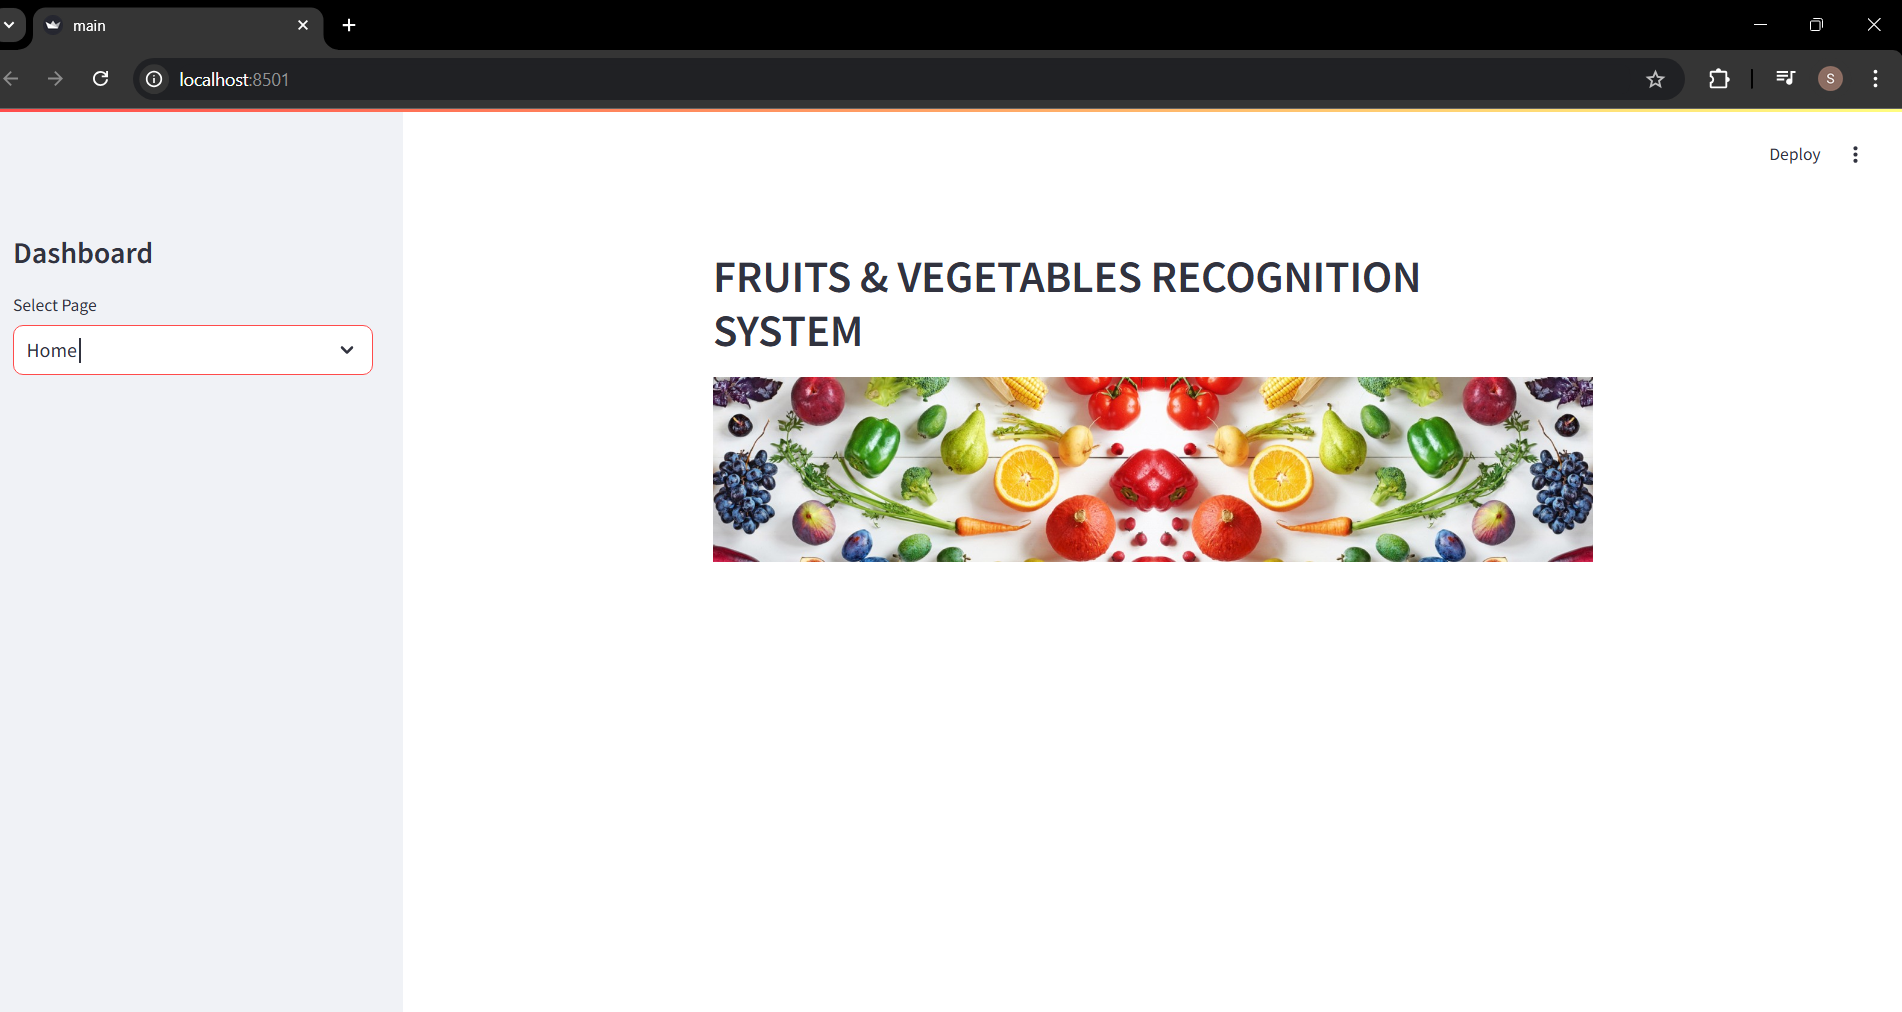 main
localhost:8501
S
Deploy
Dashboard
Select Page
Home
FRUITS & VEGETABLES RECOGNITION
SYSTEM